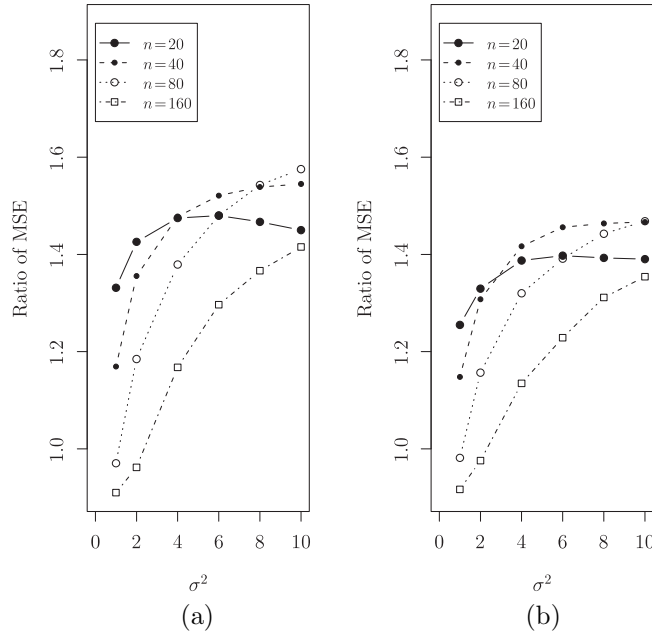 n = 20
n = 40
n = 80
n = 160
Ratio of MSE
1.0 1.2 1.4 1.6 1.8
0 2 4 6 8 10
σ²
(a)
n = 20
n = 40
n = 80
n = 160
Ratio of MSE
1.0 1.2 1.4 1.6 1.8
0 2 4 6 8 10
σ²
(b)